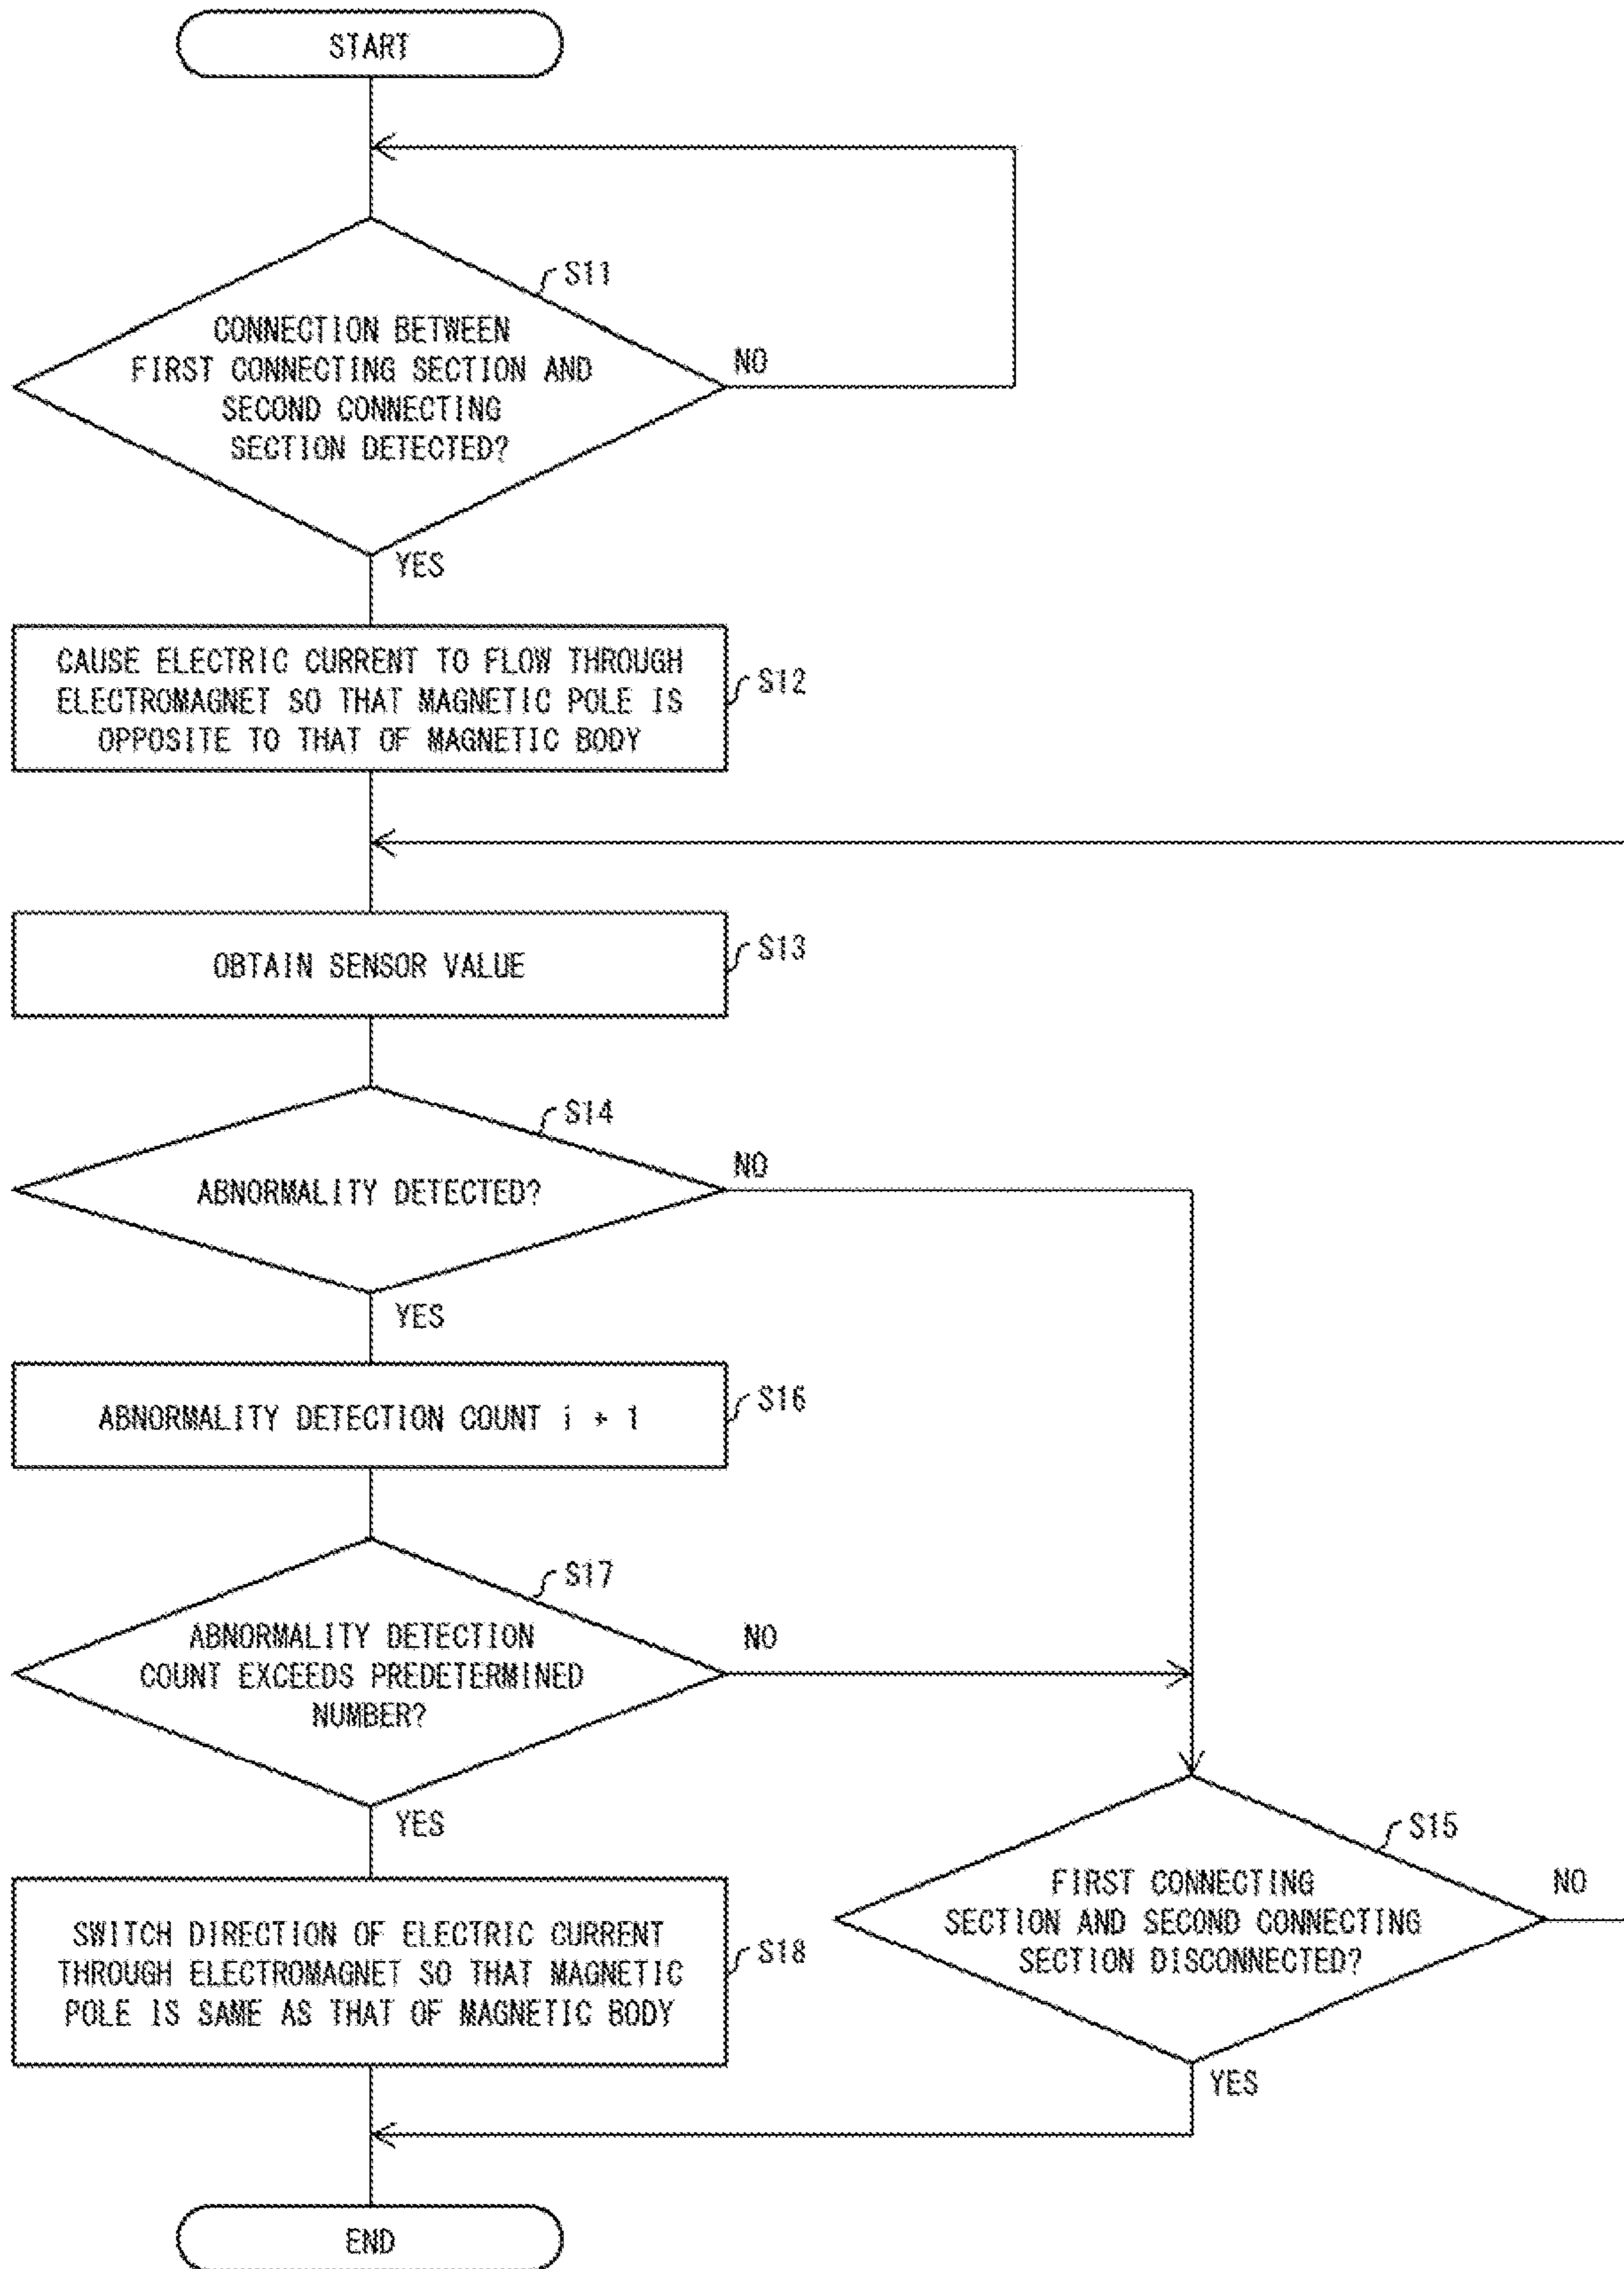 START
S11
CONNECTION BETWEEN
FIRST CONNECTING SECTION AND
SECOND CONNECTING
SECTION DETECTED?
NO
YES
CAUSE ELECTRIC CURRENT TO FLOW THROUGH
ELECTROMAGNET SO THAT MAGNETIC POLE IS
OPPOSITE TO THAT OF MAGNETIC BODY
S12
OBTAIN SENSOR VALUE
S13
S14
ABNORMALITY DETECTED?
NO
YES
ABNORMALITY DETECTION COUNT i + 1
S16
S17
ABNORMALITY DETECTION
COUNT EXCEEDS PREDETERMINED
NUMBER?
NO
YES
S15
FIRST CONNECTING
SECTION AND SECOND CONNECTING
SECTION DISCONNECTED?
NO
YES
SWITCH DIRECTION OF ELECTRIC CURRENT
THROUGH ELECTROMAGNET SO THAT MAGNETIC
POLE IS SAME AS THAT OF MAGNETIC BODY
S18
END